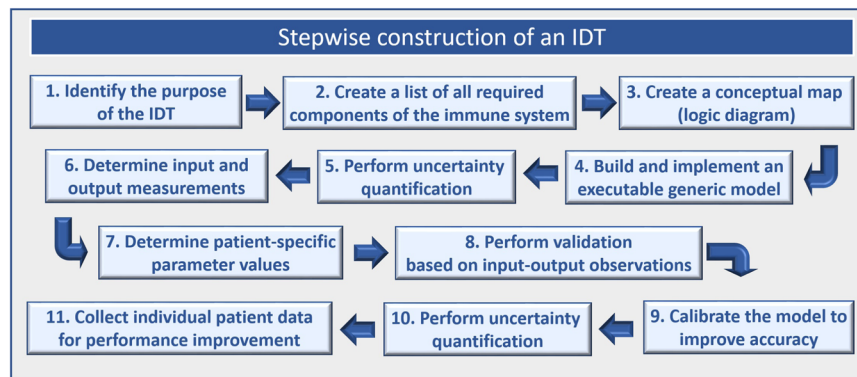 Stepwise construction of an IDT
1. Identify the purpose
of the IDT
2. Create a list of all required
components of the immune system
3. Create a conceptual map
(logic diagram)
4. Build and implement an
executable generic model
5. Perform uncertainty
quantification
6. Determine input and
output measurements
7. Determine patient-specific
parameter values
8. Perform validation
based on input-output observations
9. Calibrate the model to
improve accuracy
10. Perform uncertainty
quantification
11. Collect individual patient data
for performance improvement